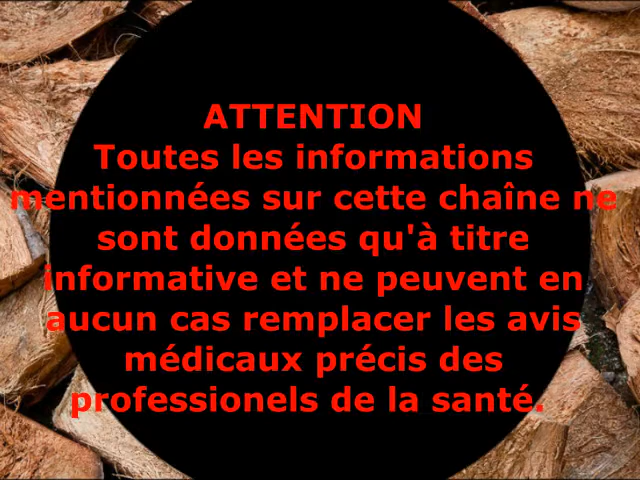 ATTENTION
Toutes les informations
mentionnées sur cette chaîne ne
sont données qu'à titre
informative et ne peuvent en
aucun cas remplacer les avis
médicaux précis des
professionels de la santé.